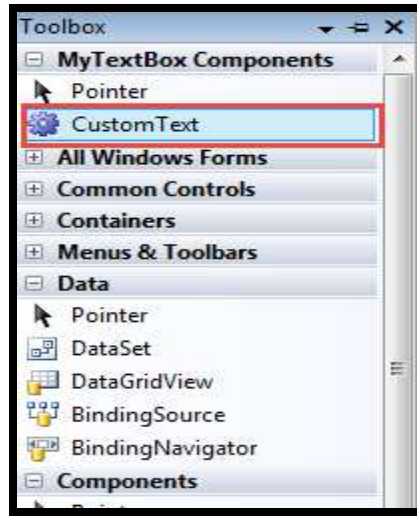 Toolbox
MyTextBox Components
Pointer
CustomText
All Windows Forms
Common Controls
Containers
Menus & Toolbars
Data
Pointer
DataSet
DataGridView
BindingSource
BindingNavigator
Components